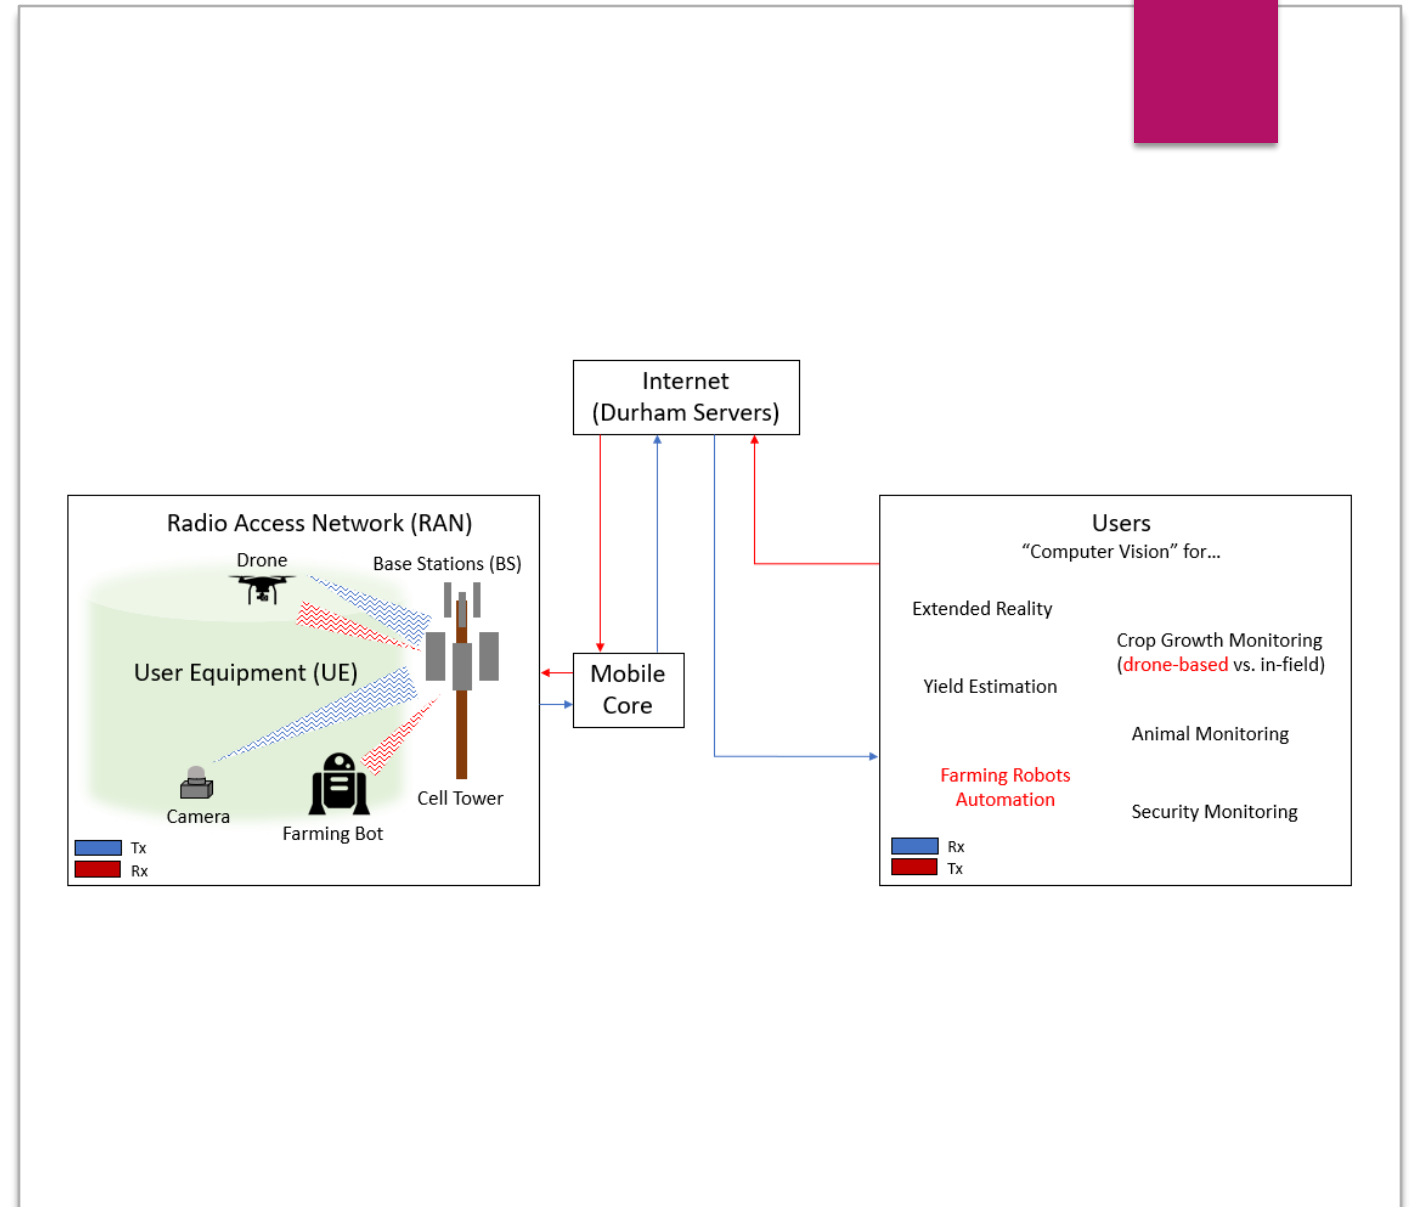 Internet
(Durham Servers)
Radio Access Network (RAN)
Drone
Base Stations (BS)
User Equipment (UE)
Camera
Farming Bot
Cell Tower
Tx
Rx
Mobile
Core
Users
“Computer Vision” for...
Extended Reality
Crop Growth Monitoring
(drone-based vs. in-field)
Yield Estimation
Animal Monitoring
Farming Robots
Automation
Security Monitoring
Rx
Tx